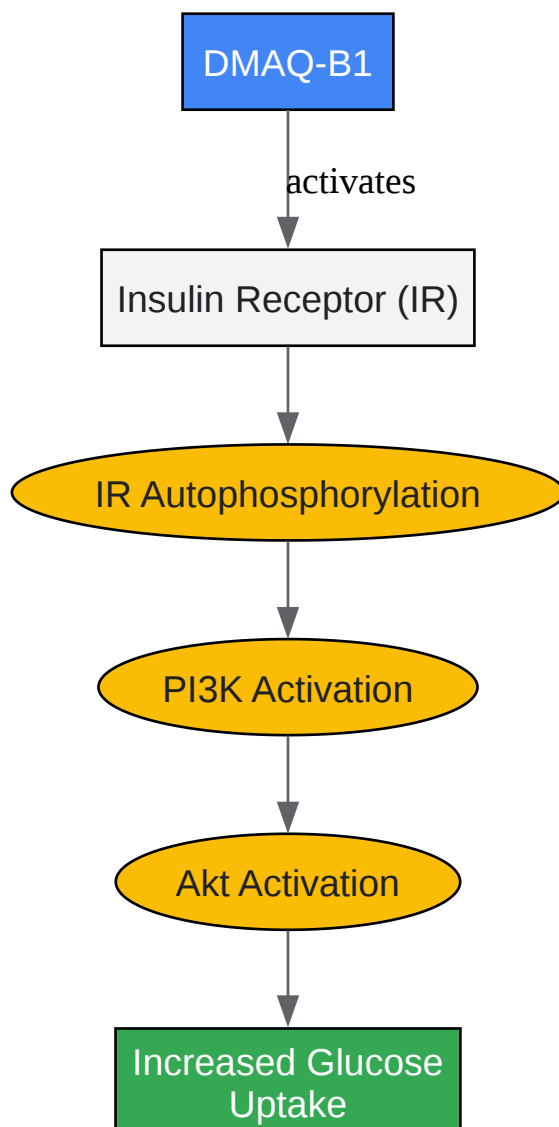 DMAQ-B1
activates
Insulin Receptor (IR)
IR Autophosphorylation
PI3K Activation
Akt Activation
Increased Glucose
Uptake